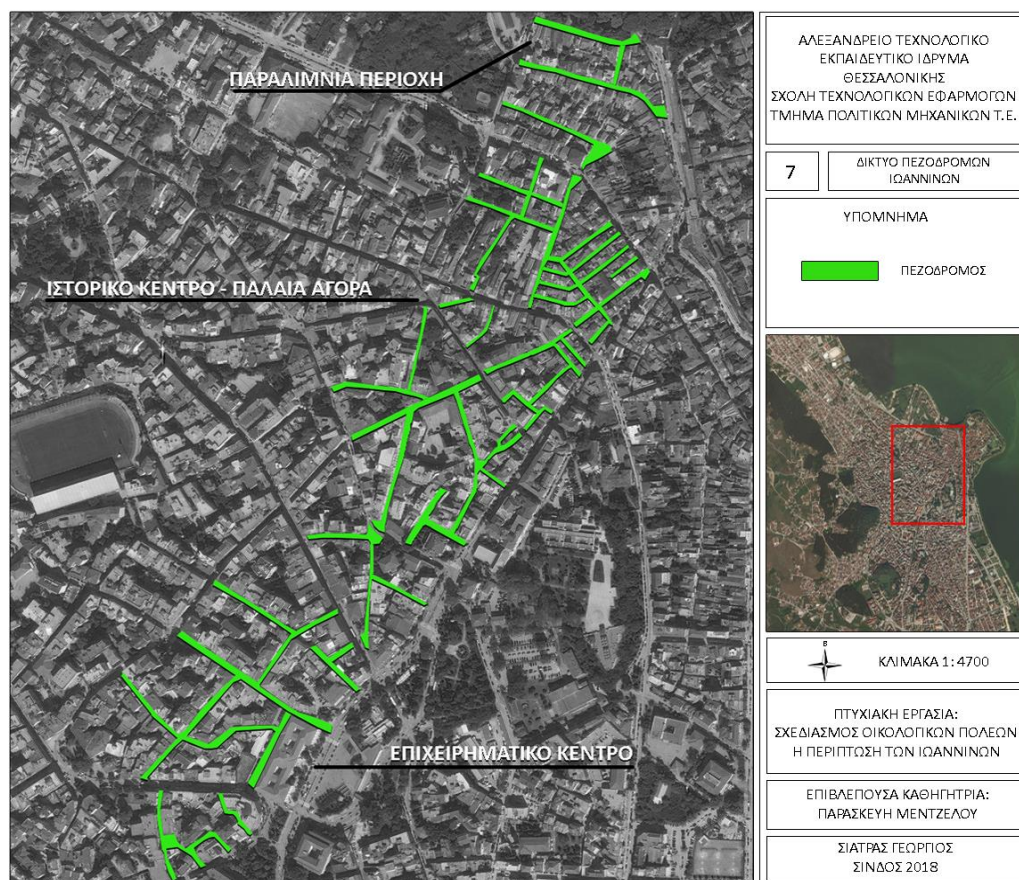 ΠΑΡΑΛΙΜΝΙΑ ΠΕΡΙΟΧΗ
ΙΣΤΟΡΙΚΟ ΚΕΝΤΡΟ - ΠΑΛΑΙΑ ΑΓΟΡΑ
ΕΠΙΧΕΙΡΗΜΑΤΙΚΟ ΚΕΝΤΡΟ
ΑΛΕΞΑΝΔΡΕΙΟ ΤΕΧΝΟΛΟΓΙΚΟ
ΕΚΠΑΙΔΕΥΤΙΚΟ ΙΔΡΥΜΑ
ΘΕΣΣΑΛΟΝΙΚΗΣ
ΣΧΟΛΗ ΤΕΧΝΟΛΟΓΙΚΩΝ ΕΦΑΡΜΟΓΩΝ
ΤΜΗΜΑ ΠΟΛΙΤΙΚΩΝ ΜΗΧΑΝΙΚΩΝ Τ.Ε.
7
ΔΙΚΤΥΟ ΠΕΖΟΔΡΟΜΩΝ
ΙΩΑΝΝΙΝΩΝ
ΥΠΟΜΝΗΜΑ
ΠΕΖΟΔΡΟΜΟΣ
Β
ΚΛΙΜΑΚΑ 1: 4700
ΠΤΥΧΙΑΚΗ ΕΡΓΑΣΙΑ:
ΣΧΕΔΙΑΣΜΟΣ ΟΙΚΟΛΟΓΙΚΩΝ ΠΟΛΕΩΝ
Η ΠΕΡΙΠΤΩΣΗ ΤΩΝ ΙΩΑΝΝΙΝΩΝ
ΕΠΙΒΛΕΠΟΥΣΑ ΚΑΘΗΓΗΤΡΙΑ:
ΠΑΡΑΣΚΕΥΗ ΜΕΝΤΖΕΛΟΥ
ΣΙΑΤΡΑΣ ΓΕΩΡΓΙΟΣ
ΣΙΝΔΟΣ 2018